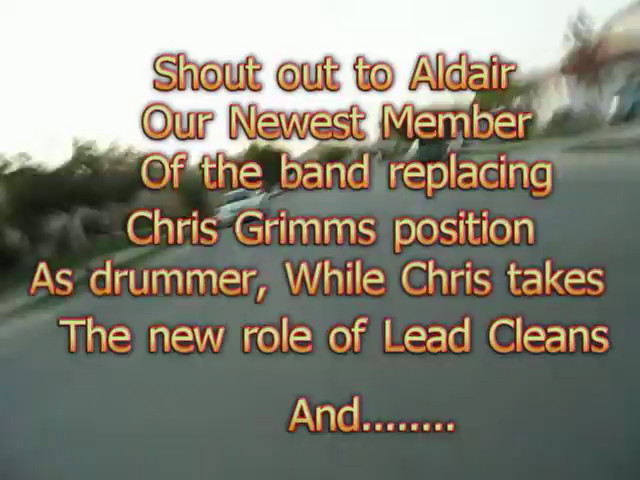 Shout out to Aldair
Our Newest Member
Of the band replacing
Chris Grimms position
As drummer, While Chris takes
The new role of Lead Cleans
And........